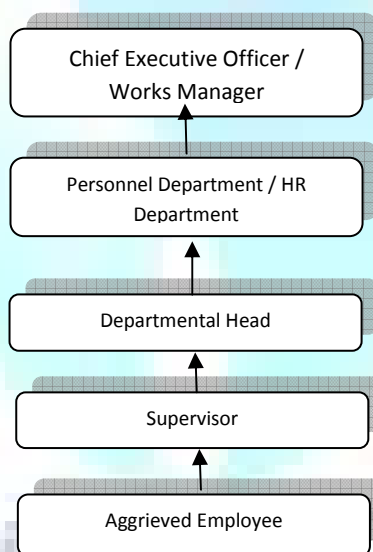 Chief Executive Officer /
Works Manager
Personnel Department / HR
Department
Departmental Head
Supervisor
Aggrieved Employee